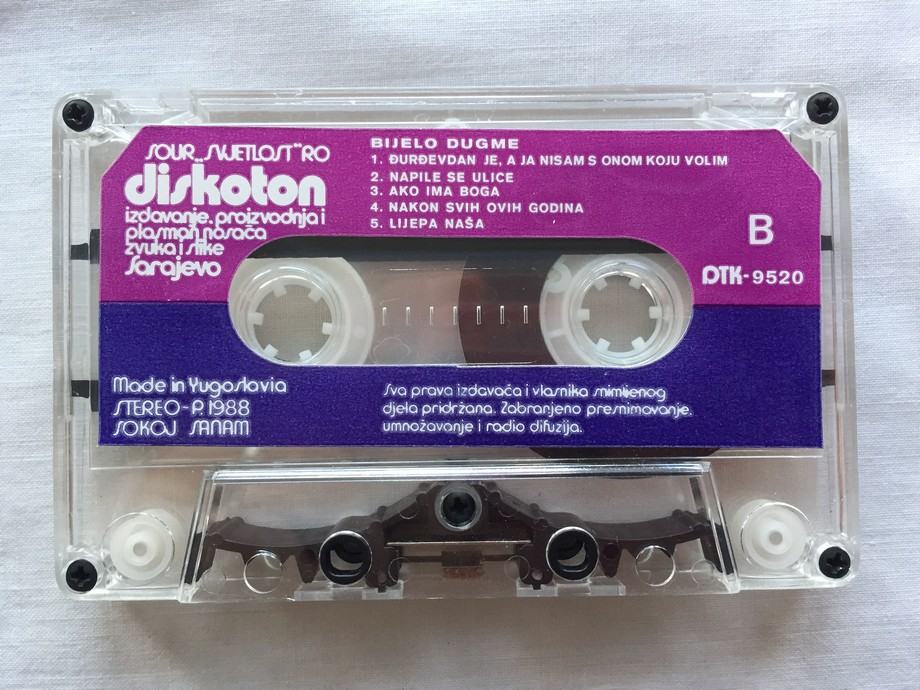 SOUR „SVJETLOST” RO
diskoton
izdavanje, proizvodnja i
plasman nosača
zvuka i slike
Sarajevo
BIJELO DUGME
1. ĐURĐEVDAN JE, A JA NISAM S ONOM KOJU VOLIM
2. NAPILE SE ULICE
3. AKO IMA BOGA
4. NAKON SVIH OVIH GODINA
5. LIJEPA NAŠA
B
DTK-9520
Made in Yugoslavia
STEREO-P. 1988
SOKOJ SANAM
Sva prava izdavača i vlasnika snimljenog
djela pridržana. Zabranjeno presnimovanje,
umnožavanje i radio difuzija.